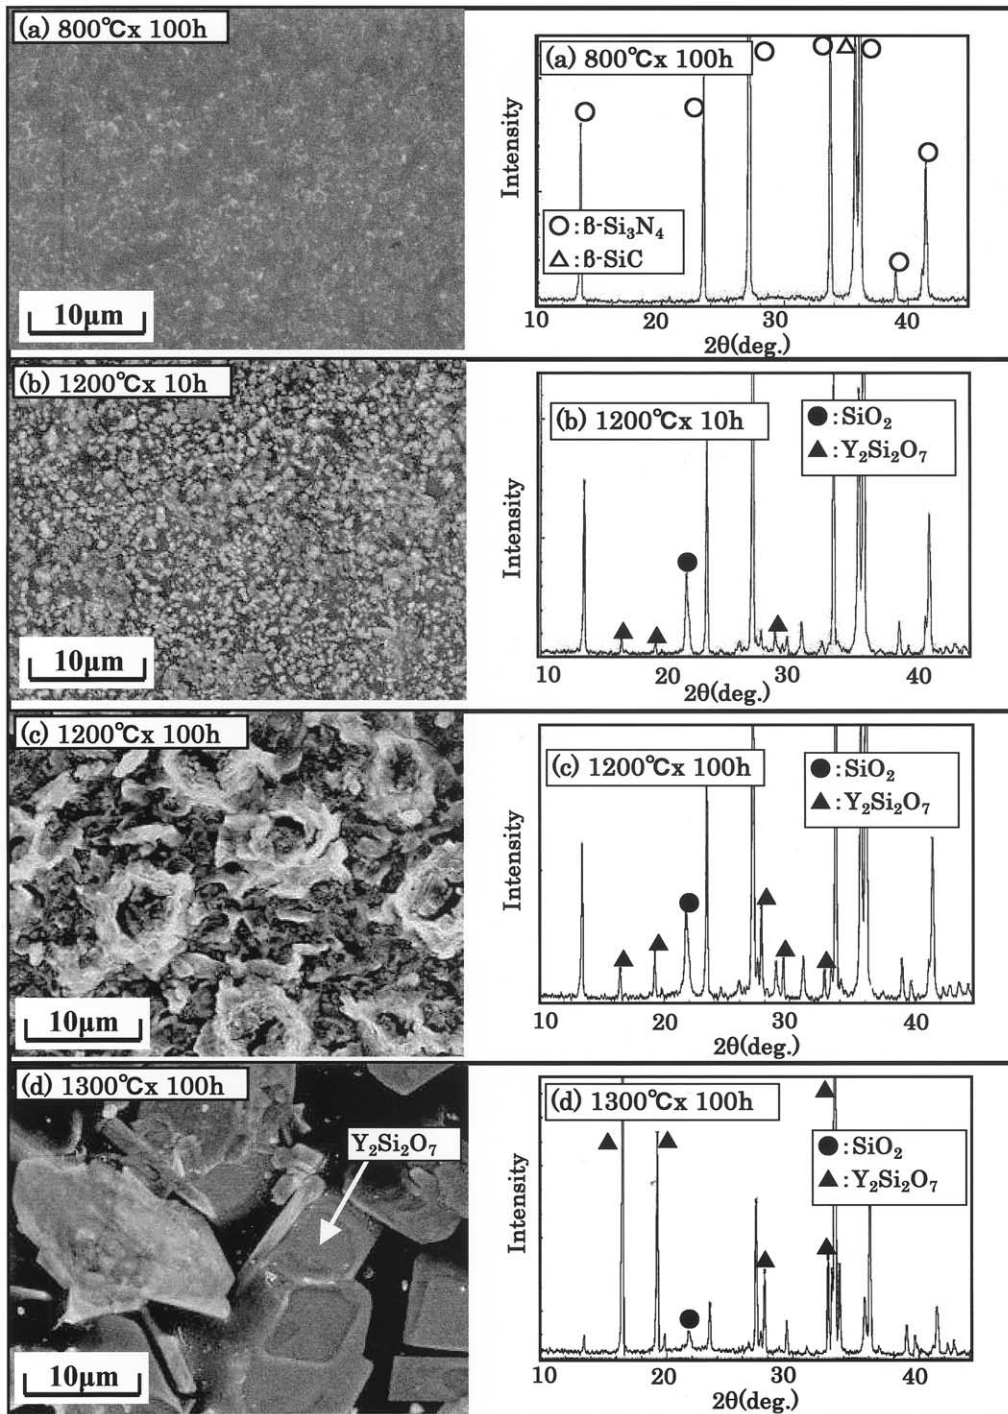 (a) 800℃x 100h
10μm
(a) 800℃x 100h
Intensity
○ : ß-Si₃N₄
△ : ß-SiC
10 20 30 40
2θ(deg.)
(b) 1200℃x 10h
10μm
(b) 1200℃x 10h
Intensity
● : SiO₂
▲ : Y₂Si₂O₇
10 20 30 40
2θ(deg.)
(c) 1200℃x 100h
10μm
(c) 1200℃x 100h
Intensity
● : SiO₂
▲ : Y₂Si₂O₇
10 20 30 40
2θ(deg.)
(d) 1300℃x 100h
Y₂Si₂O₇
10μm
(d) 1300℃x 100h
Intensity
● : SiO₂
▲ : Y₂Si₂O₇
10 20 30 40
2θ(deg.)